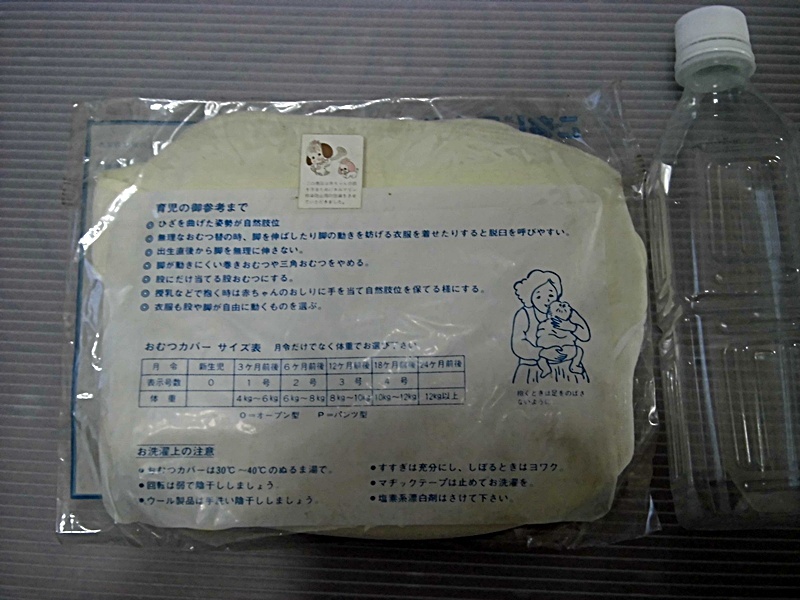 育児の御参考まで
◎ ひざを曲げた姿勢が自然肢位
◎ 無理なおむつ替の時、脚を伸ばしたり脚の動きを妨げる衣服を着せたりすると脱臼を呼びやすい。
◎ 出生直後から脚を無理に伸さない。
◎ 脚が動きにくい巻きおむつや三角おむつをやめる。
◎ 股にだけ当てる股おむつにする。
◎ 授乳などで抱く時は赤ちゃんのおしりに手を当て自然肢位を保てる様にする。
◎ 衣服も股や脚が自由に動くものを選ぶ。
抱くときは足をのばさ
ないように
おむつカバー サイズ表 月令だけでなく体重でお選び下さい。
月令 新生児 3ケ月前後 6ケ月前後 12ケ月前後 18ケ月前後 24ケ月前後
表示号数 0 1号 2号 3号 4号
体重 4kg〜6kg 6kg〜8kg 8kg〜10kg 10kg〜12kg 12kg以上
O=オープン型 P=パンツ型
お洗濯上の注意
●おむつカバーは30℃〜40℃のぬるま湯で。
●回転は弱で陰干ししましょう。
●ウール製品は手洗い陰干ししましょう。
●すすぎは充分にし、しぼるときはヨワク。
●マチックテープは止めてお洗濯を。
●塩素系漂白剤はさけて下さい。